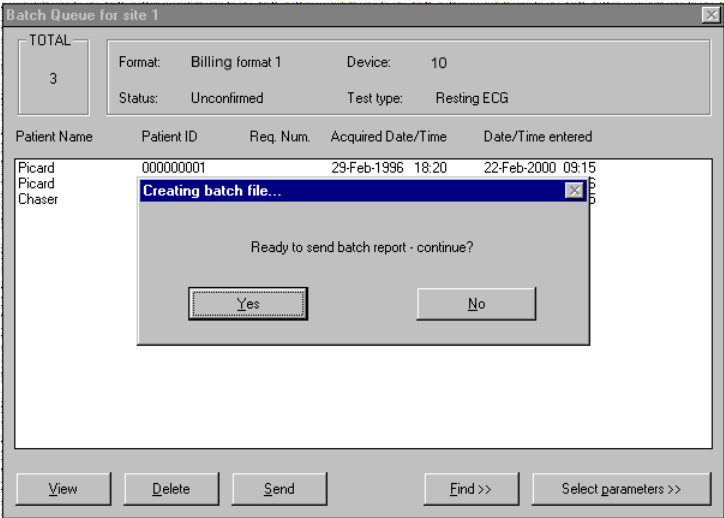 Batch Queue for site 1
TOTAL
3
Format: Billing format 1 Device: 10
Status: Unconfirmed Test type: Resting ECG
Patient Name Patient ID Req. Num. Acquired Date/Time Date/Time entered
Picard 000000001 29-Feb-1996 18:20 22-Feb-2000 09:15
Picard
Chaser
Creating batch file...
Ready to send batch report - continue?
Yes No
View Delete Send Find >> Select parameters >>